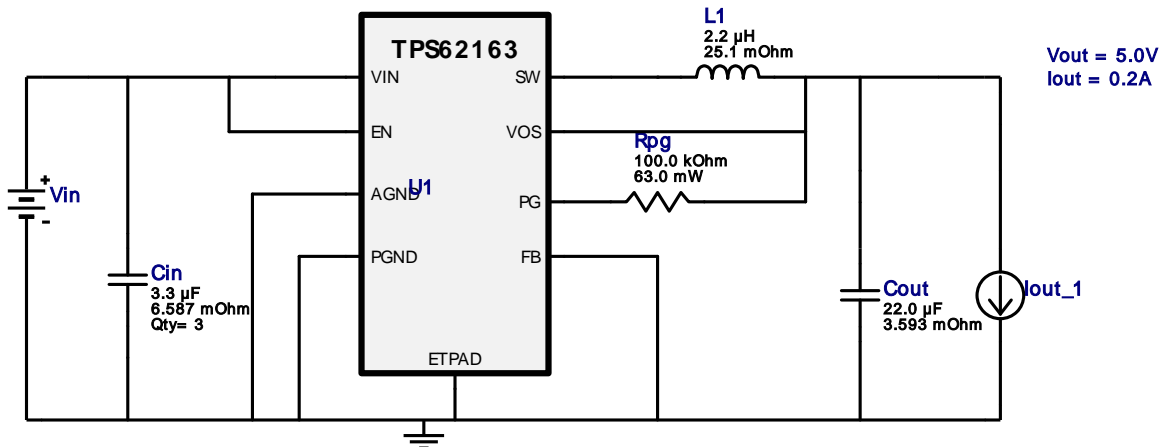 L1
2.2 µH
25.1 mOhm
Vout = 5.0V
Iout = 0.2A
TPS62163
VIN
SW
EN
VOS
Rpg
100.0 kOhm
63.0 mW
AGND
U1
PG
Vin
+
-
PGND
FB
Cin
3.3 µF
6.587 mOhm
Qty= 3
Cout
22.0 µF
3.593 mOhm
Iout_1
ETPAD